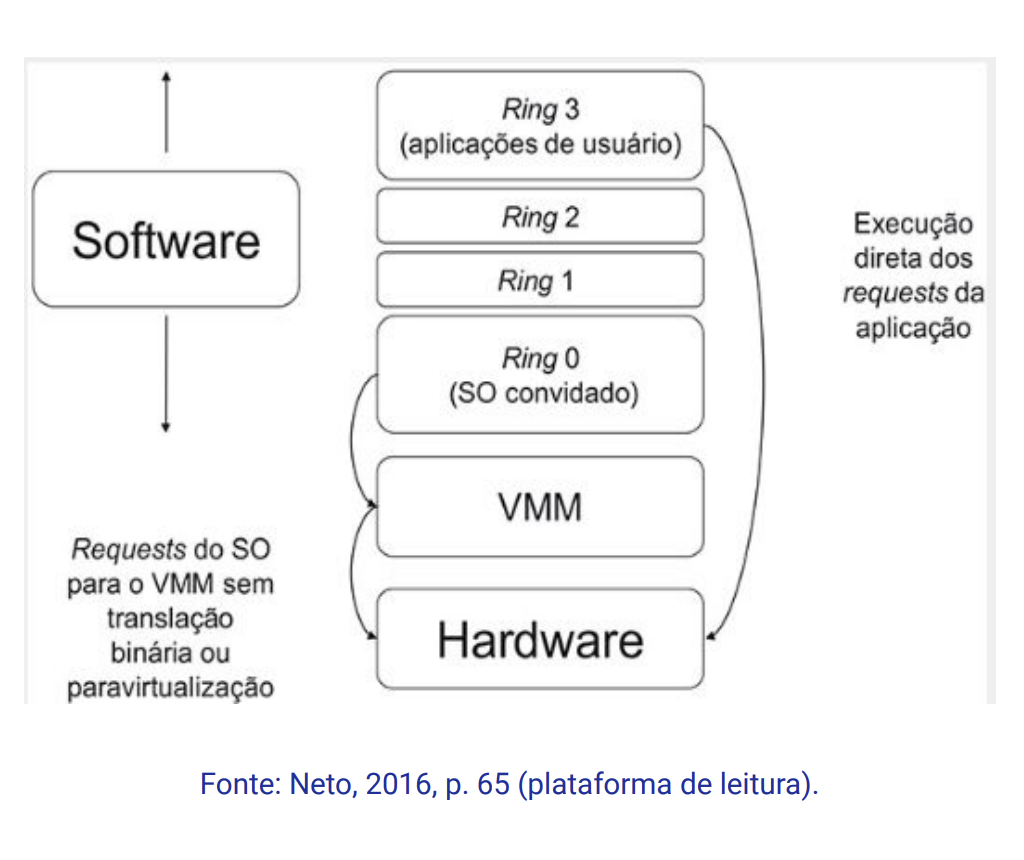 Ring 3
(aplicações de usuário)
Software
Ring 2
Ring 1
Execução
direta dos
requests da
aplicação
Ring 0
(SO convidado)
VMM
Requests do SO
para o VMM sem
translação
binária ou
paravirtualização
Hardware
Fonte: Neto, 2016, p. 65 (plataforma de leitura).